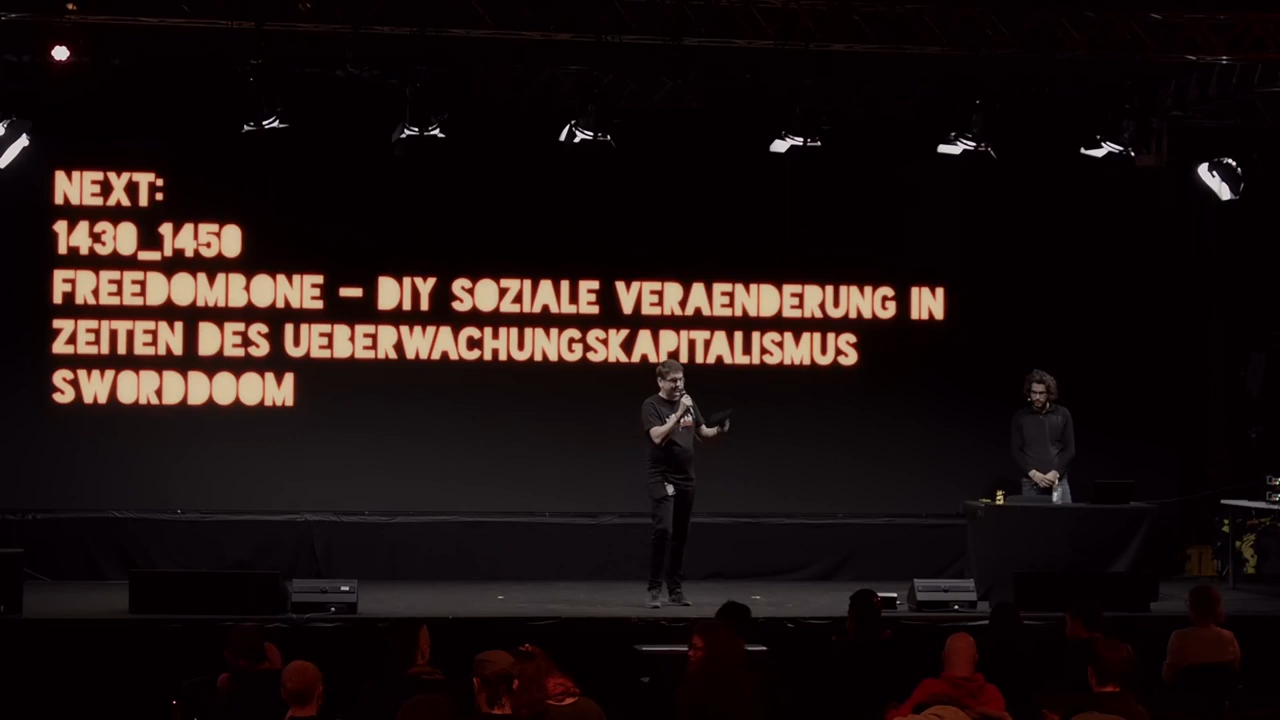 NEXT:
1430_1450
FREEDOMBONE – DIY SOZIALE VERAENDERUNG IN
ZEITEN DES UEBERWACHUNGSKAPITALISMUS
SWORDDOOM